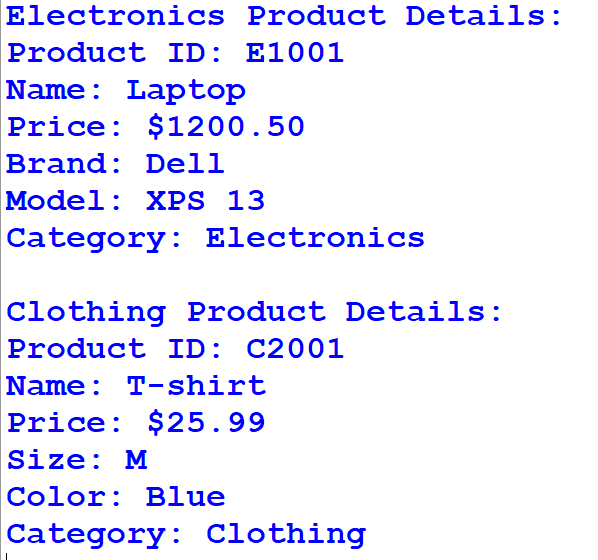 Electronics Product Details:
Product ID: E1001
Name: Laptop
Price: $1200.50
Brand: Dell
Model: XPS 13
Category: Electronics

Clothing Product Details:
Product ID: C2001
Name: T-shirt
Price: $25.99
Size: M
Color: Blue
Category: Clothing